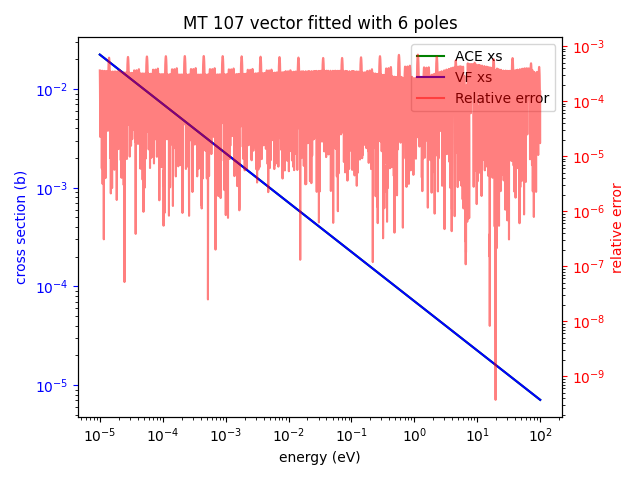 MT 107 vector fitted with 6 poles
ACE xs
VF xs
Relative error
cross section (b)
10⁻²
10⁻³
10⁻⁴
10⁻⁵
10⁻³
10⁻⁴
10⁻⁵
10⁻⁶
10⁻⁷
10⁻⁸
10⁻⁹
relative error
10⁻⁵ 10⁻⁴ 10⁻³ 10⁻² 10⁻¹ 10⁰ 10¹ 10²
energy (eV)